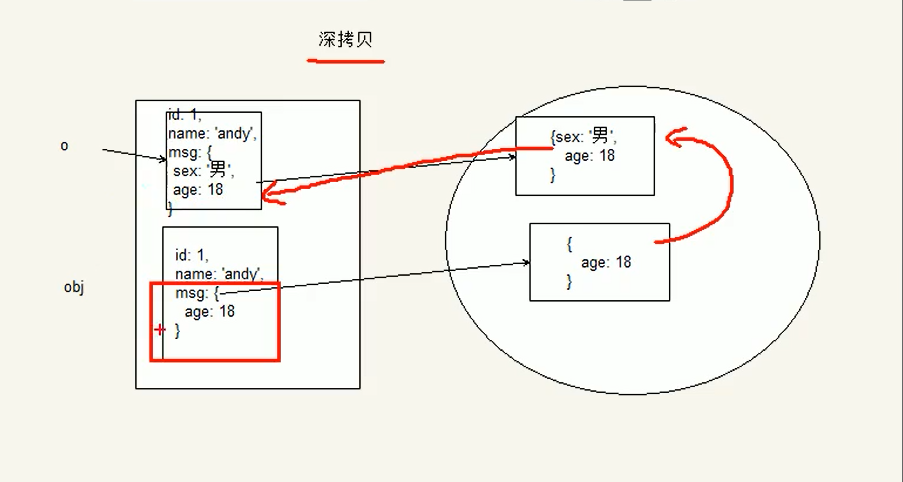 深拷贝
o
id: 1,
name: 'andy',
msg: {
sex: '男',
age: 18
}
obj
id: 1,
name: 'andy',
msg: {
age: 18
}
{sex: '男',
age: 18
}
{
age: 18
}